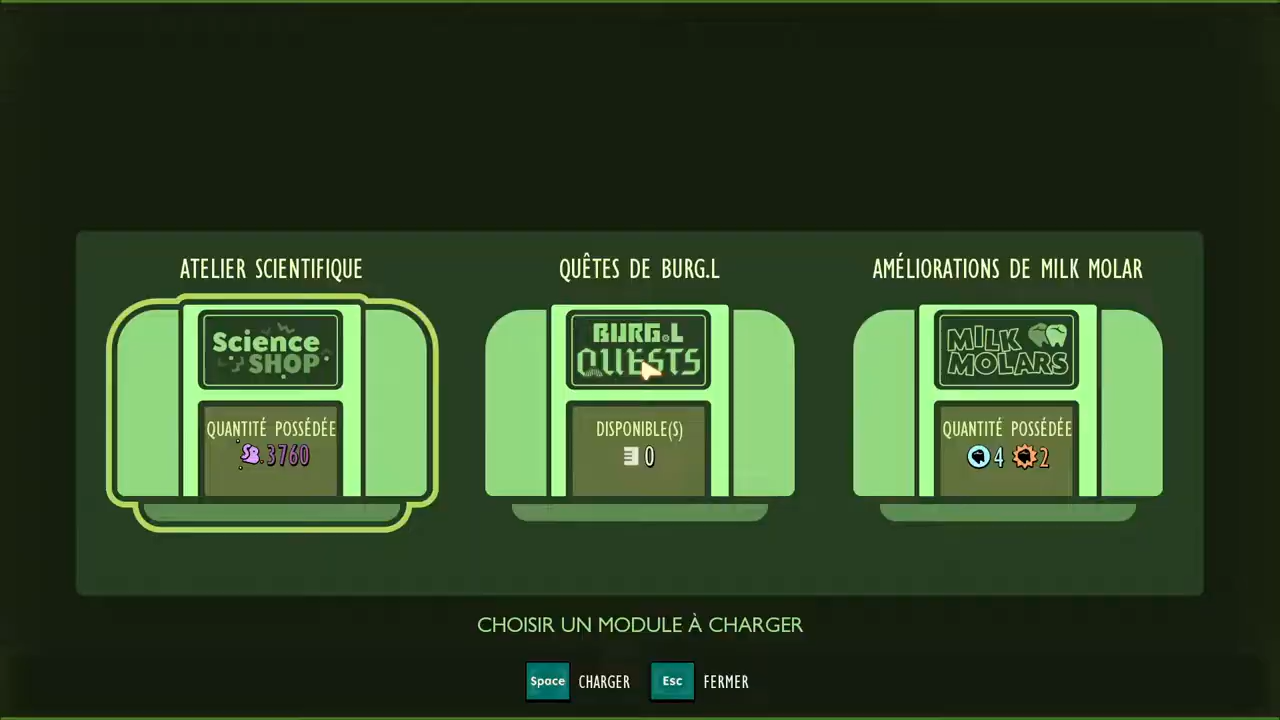 ATELIER SCIENTIFIQUE
Science
SHOP
QUANTITÉ POSSÉDÉE
3760
QUÊTES DE BURG.L
BURG.L
QUESTS
DISPONIBLE(S)
0
AMÉLIORATIONS DE MILK MOLAR
MILK
MOLARS
QUANTITÉ POSSÉDÉE
4 2
CHOISIR UN MODULE À CHARGER
Space CHARGER Esc FERMER